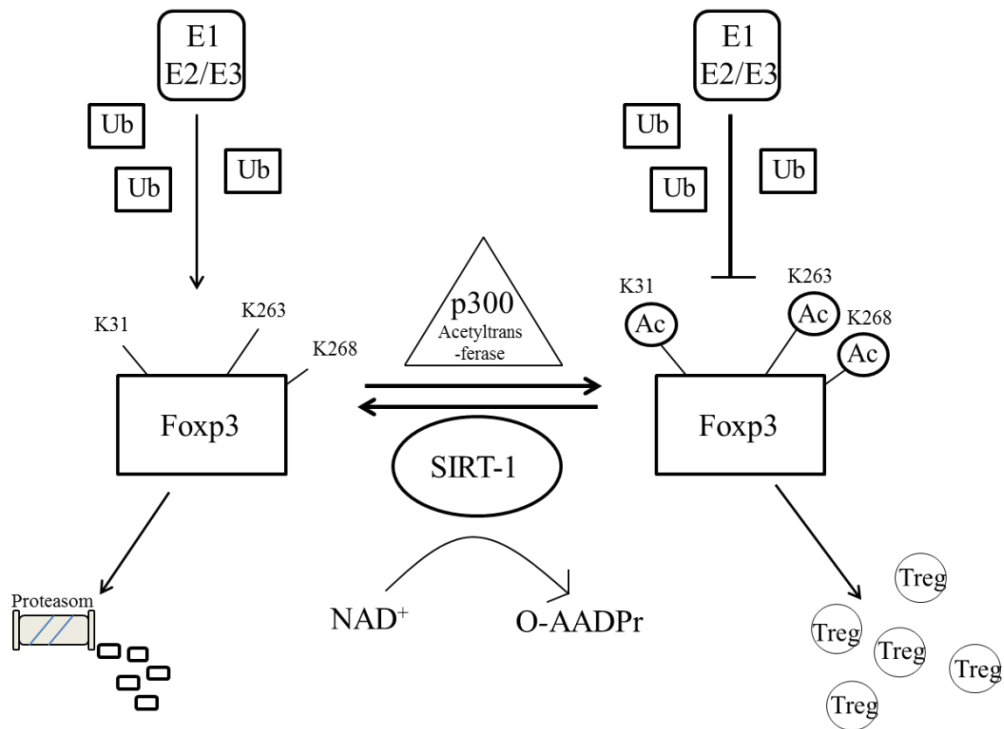 E1
E2/E3
Ub
Ub
Ub
K31
K263
K268
Foxp3
Proteasom
p300
Acetyltrans
-ferase
SIRT-1
NAD+
O-AADPr
E1
E2/E3
Ub
Ub
Ub
K31
Ac
K263
Ac
K268
Ac
Foxp3
Treg
Treg
Treg
Treg
Treg